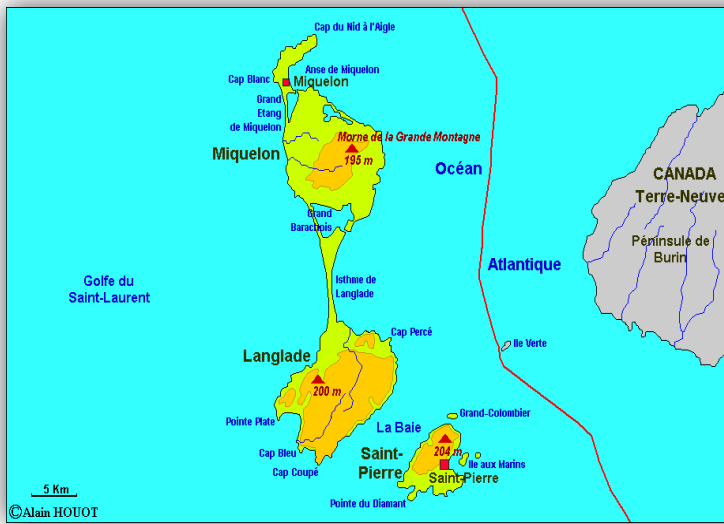 Cap du Nid à l'Aigle
Anse de Miquelon
Cap Blanc
Miquelon
Grand
Etang
de Miquelon
Morne de la Grande Montagne
195 m
Miquelon
Océan
CANADA
Terre-Neuve
Péninsule de
Burin
Grand
Barachois
Atlantique
Golfe du
Saint-Laurent
Isthme de
Langlade
Cap Percé
Ile Verte
Langlade
200 m
Pointe Plate
La Baie
Grand-Colombier
Cap Bleu
Saint-
Pierre
204 m
Ile aux Marins
Cap Coupé
Saint-Pierre
Pointe du Diamant
5 Km
©Alain HOUOT